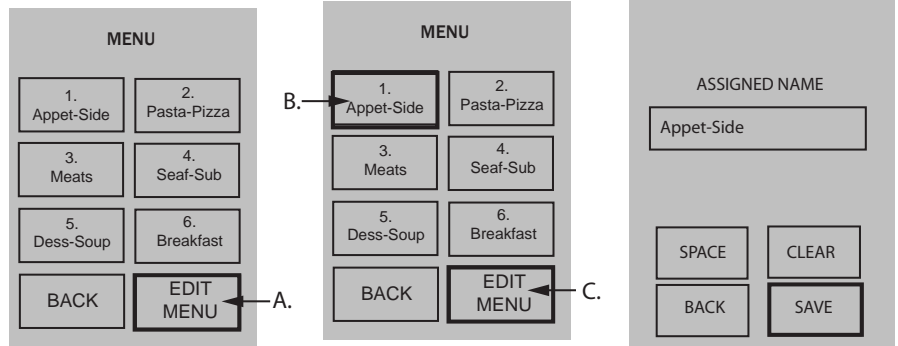 MENU
1.
Appet-Side
2.
Pasta-Pizza
3.
Meats
4.
Seaf-Sub
5.
Dess-Soup
6.
Breakfast
BACK
EDIT
MENU
A.
MENU
B.
1.
Appet-Side
2.
Pasta-Pizza
3.
Meats
4.
Seaf-Sub
5.
Dess-Soup
6.
Breakfast
BACK
EDIT
MENU
C.
ASSIGNED NAME
Appet-Side
SPACE
CLEAR
BACK
SAVE